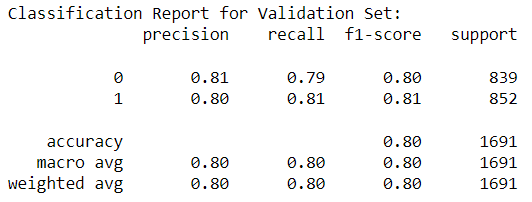 Classification Report for Validation Set:
precision recall f1-score support
0 0.81 0.79 0.80 839
1 0.80 0.81 0.81 852
accuracy 0.80 1691
macro avg 0.80 0.80 0.80 1691
weighted avg 0.80 0.80 0.80 1691